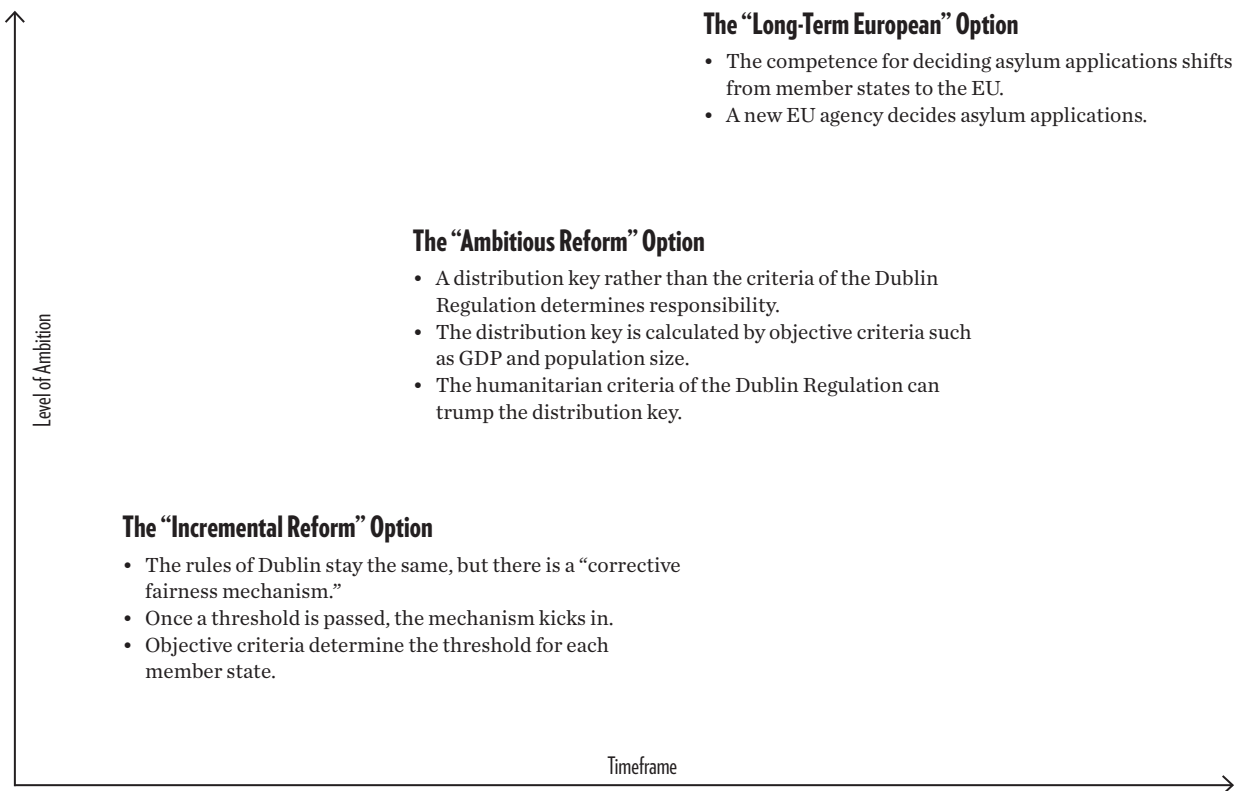 The “Long-Term European” Option
• The competence for deciding asylum applications shifts
from member states to the EU.
• A new EU agency decides asylum applications.
The “Ambitious Reform” Option
• A distribution key rather than the criteria of the Dublin
Regulation determines responsibility.
• The distribution key is calculated by objective criteria such
as GDP and population size.
• The humanitarian criteria of the Dublin Regulation can
trump the distribution key.
Level of Ambition
The “Incremental Reform” Option
• The rules of Dublin stay the same, but there is a “corrective
fairness mechanism.”
• Once a threshold is passed, the mechanism kicks in.
• Objective criteria determine the threshold for each
member state.
Timeframe